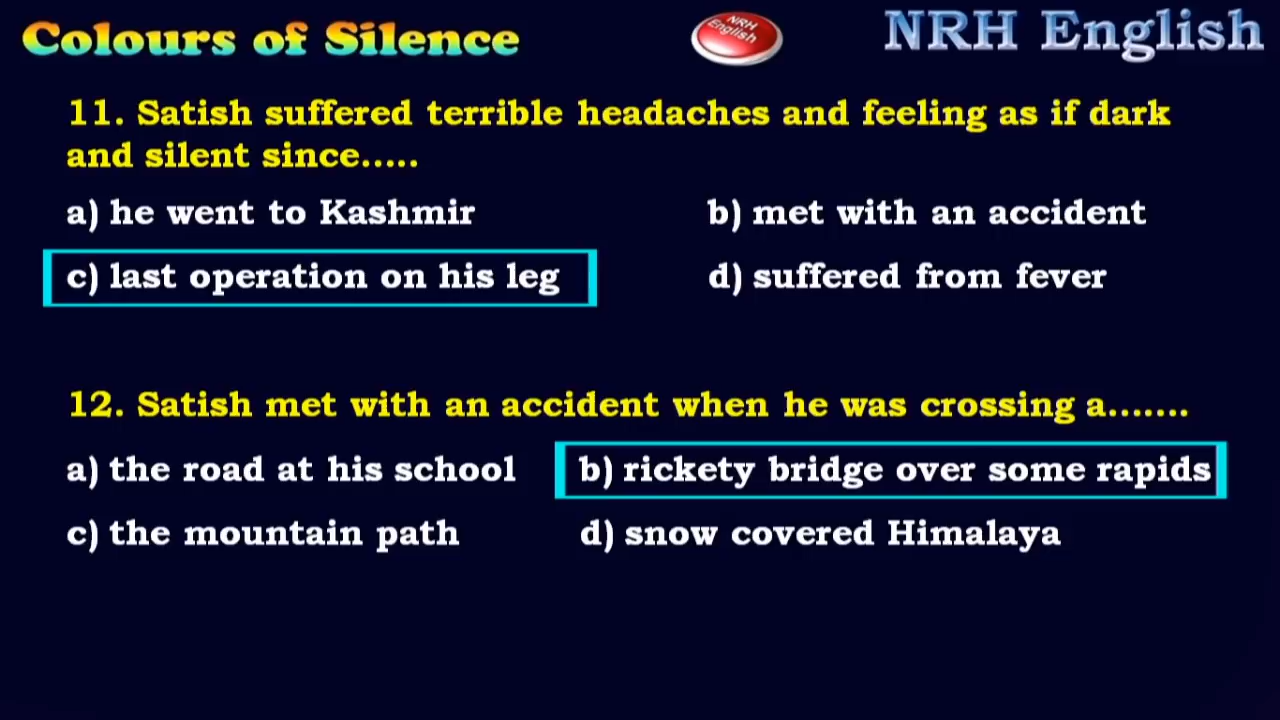 Colours of Silence
NRH English
NRH English
11. Satish suffered terrible headaches and feeling as if dark
and silent since.....
a) he went to Kashmir
b) met with an accident
c) last operation on his leg
d) suffered from fever
12. Satish met with an accident when he was crossing a.......
a) the road at his school
b) rickety bridge over some rapids
c) the mountain path
d) snow covered Himalaya